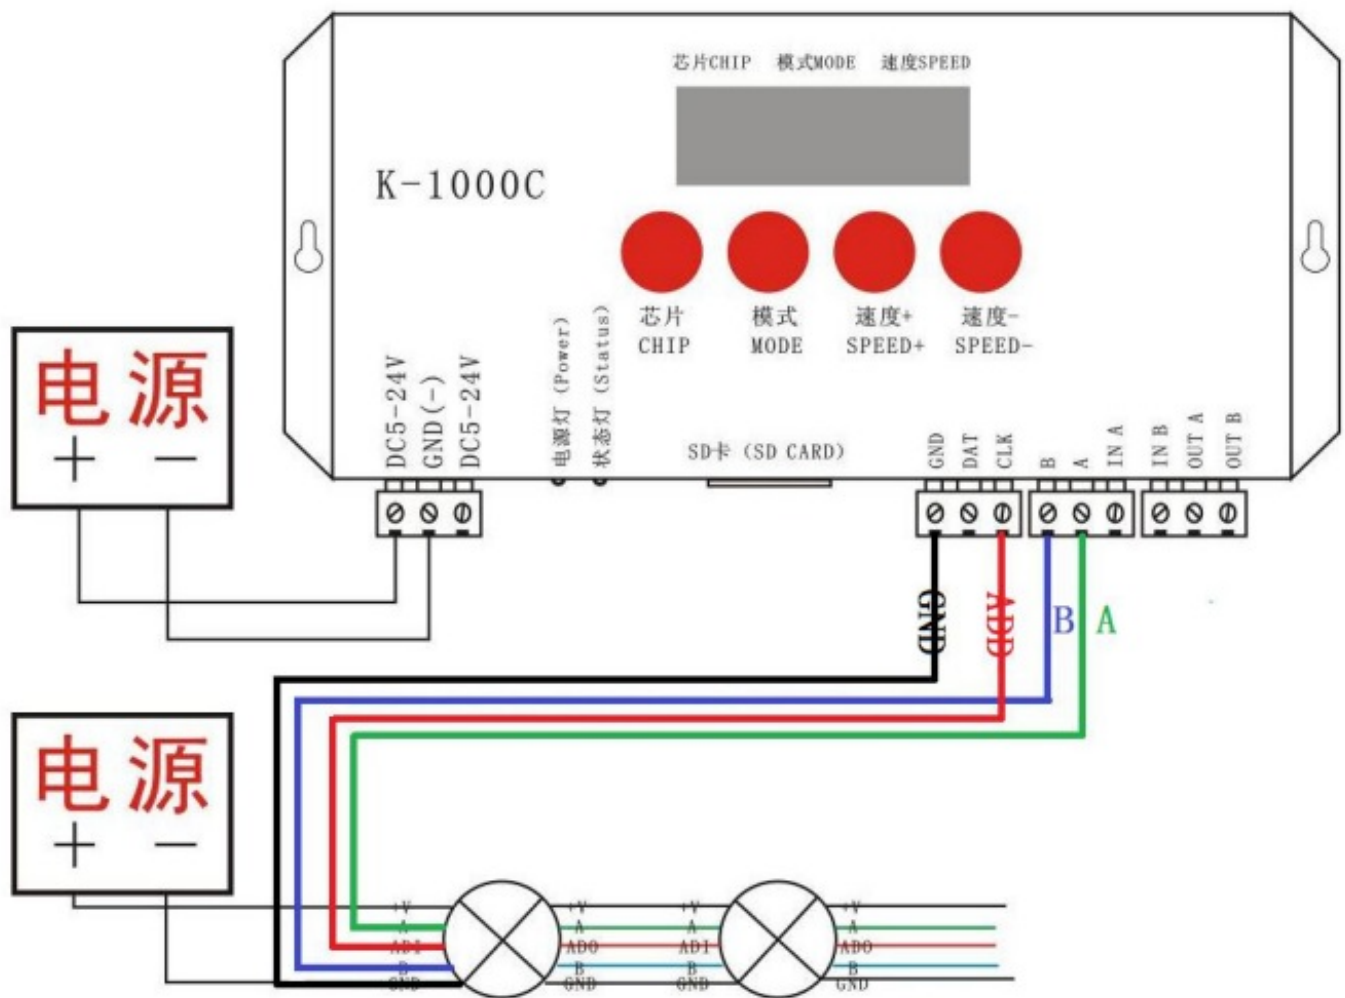 芯片CHIP 模式MODE 速度SPEED
K-1000C
芯片 模式 速度+ 速度-
CHIP MODE SPEED+ SPEED-
电源
+ −
DC5-24V
GND(-)
DC5-24V
电源灯(Power)
状态灯(Status)
SD卡(SD CARD)
GND
DAT
CLK
B
A
IN A
IN B
OUT A
OUT B
GND
ADD
B
A
电源
+ −
+V +V +V +V
A A A A
ADI ADO ADI ADO
B B B B
GND GND GND GND